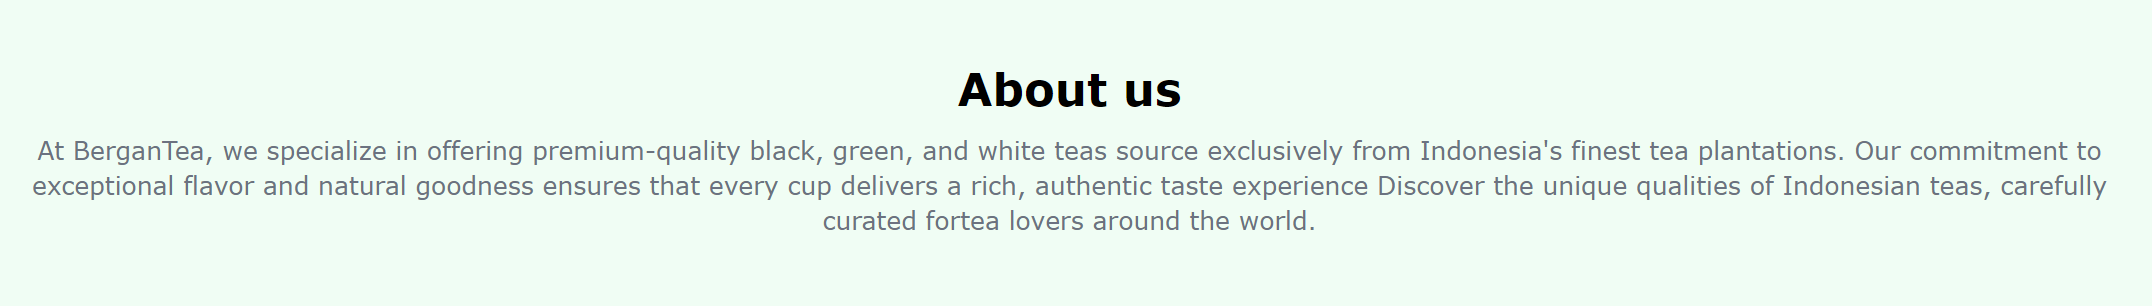 About us
At BerganTea, we specialize in offering premium-quality black, green, and white teas source exclusively from Indonesia's finest tea plantations. Our commitment to
exceptional flavor and natural goodness ensures that every cup delivers a rich, authentic taste experience Discover the unique qualities of Indonesian teas, carefully
curated fortea lovers around the world.